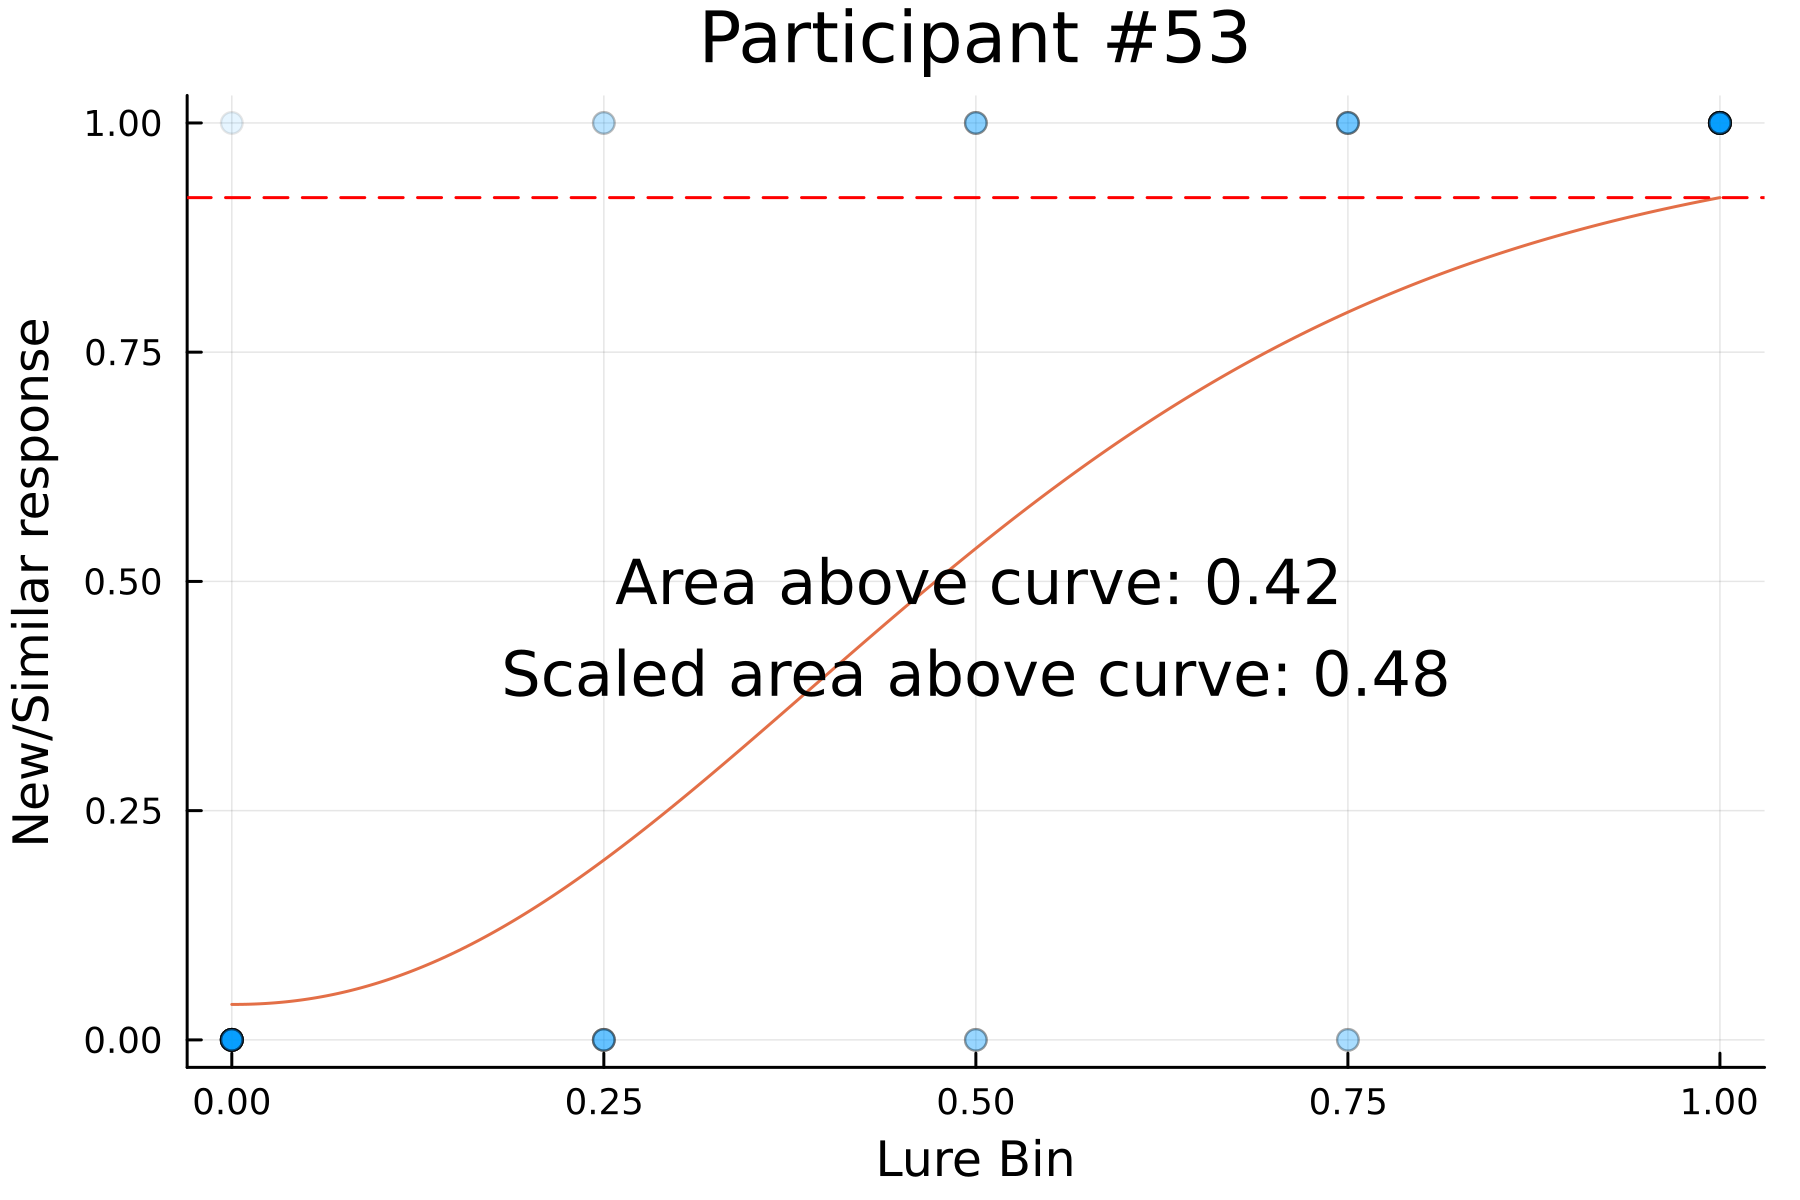 Participant #53
1.00
0.75
0.50
0.25
0.00
New/Similar response
Area above curve: 0.42
Scaled area above curve: 0.48
0.00 0.25 0.50 0.75 1.00
Lure Bin